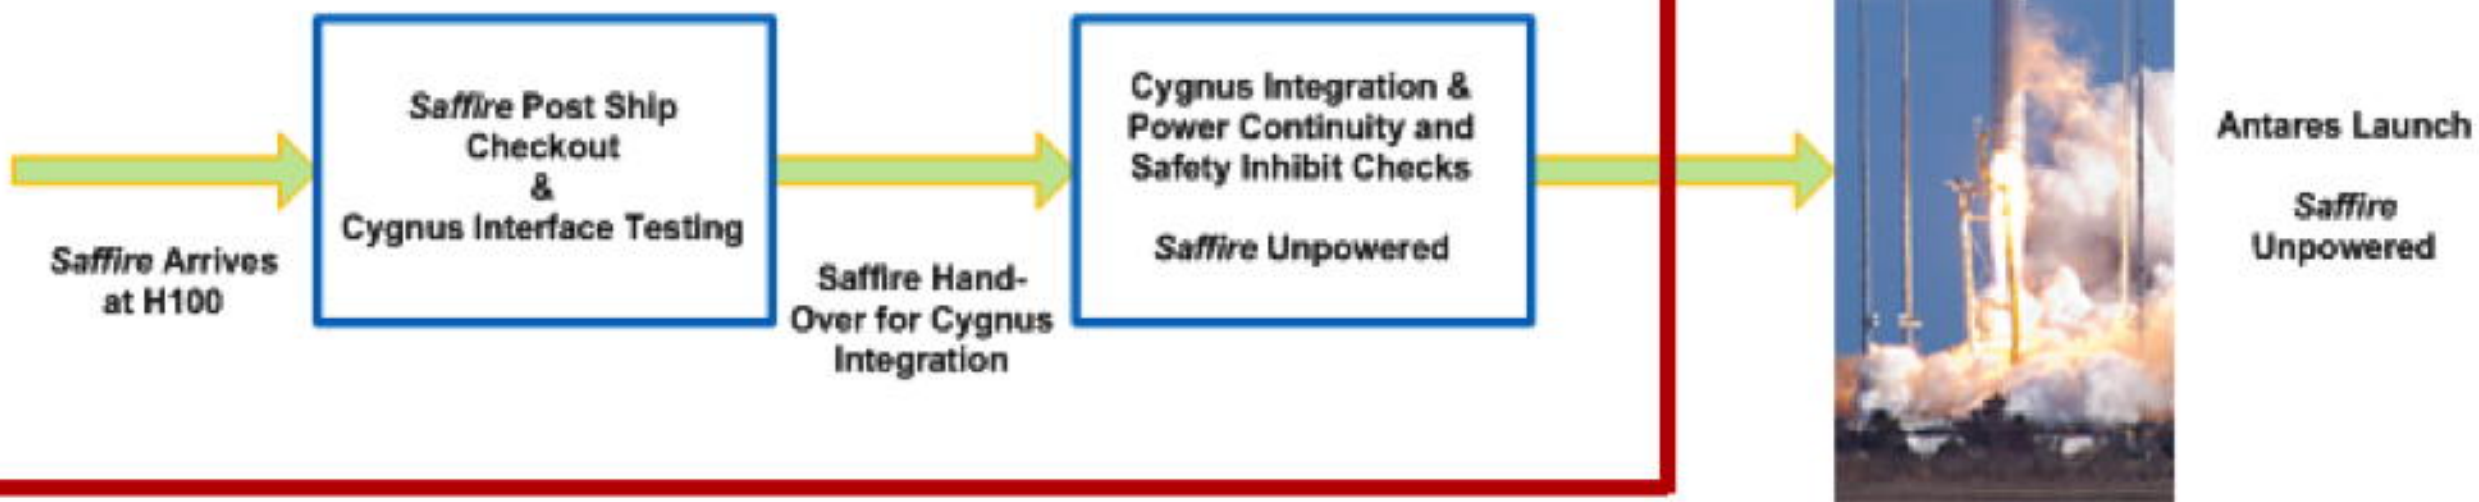 Saffire Arrives
at H100
Saffire Post Ship
Checkout
&
Cygnus Interface Testing
Saffire Hand-
Over for Cygnus
Integration
Cygnus Integration &
Power Continuity and
Safety Inhibit Checks
Saffire Unpowered
Antares Launch
Saffire
Unpowered